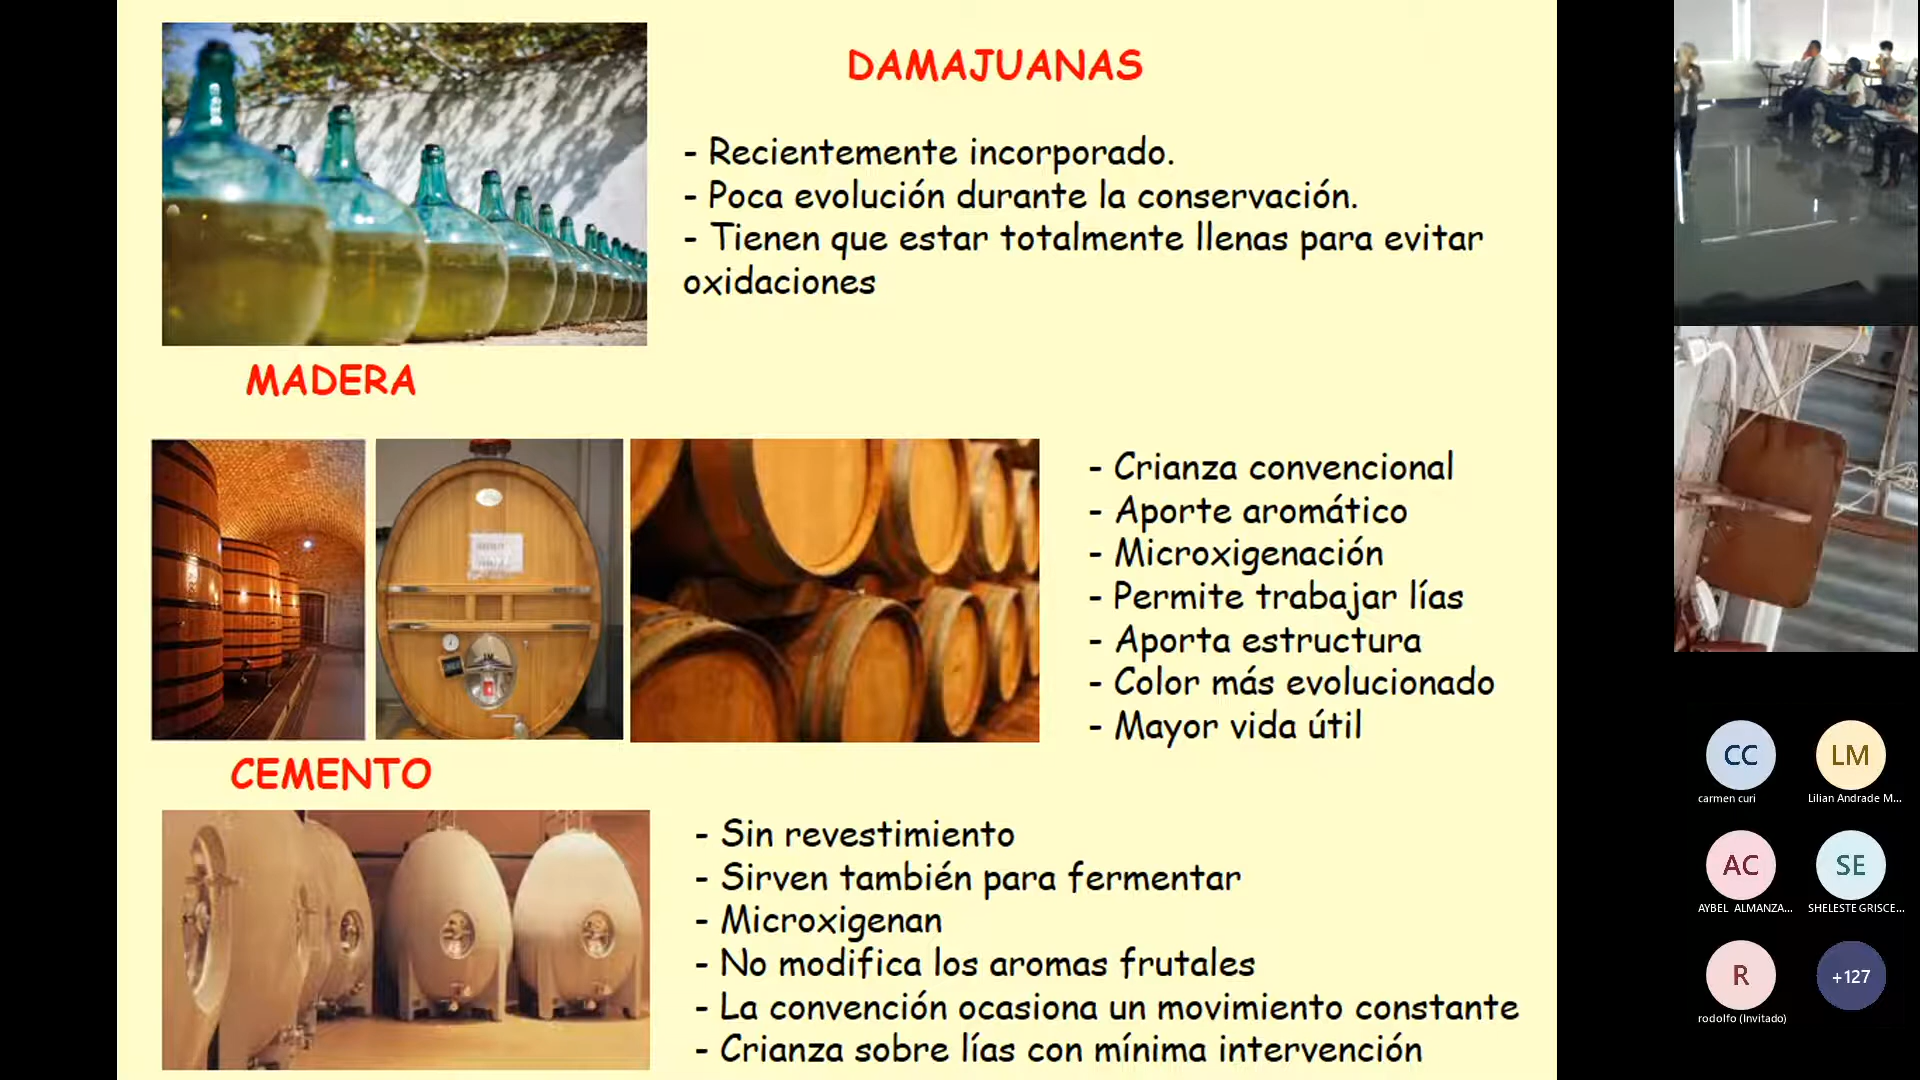 DAMAJUANAS
- Recientemente incorporado.
- Poca evolución durante la conservación.
- Tienen que estar totalmente llenas para evitar
oxidaciones
MADERA
- Crianza convencional
- Aporte aromático
- Microxigenación
- Permite trabajar lías
- Aporta estructura
- Color más evolucionado
- Mayor vida útil
CEMENTO
- Sin revestimiento
- Sirven también para fermentar
- Microxigenan
- No modifica los aromas frutales
- La convención ocasiona un movimiento constante
- Crianza sobre lías con mínima intervención
CC
carmen curi
LM
Lilian Andrade M...
AC
AYBEL ALMANZA...
SE
SHELESTE GRISCE...
R
rodolfo (Invitado)
+127